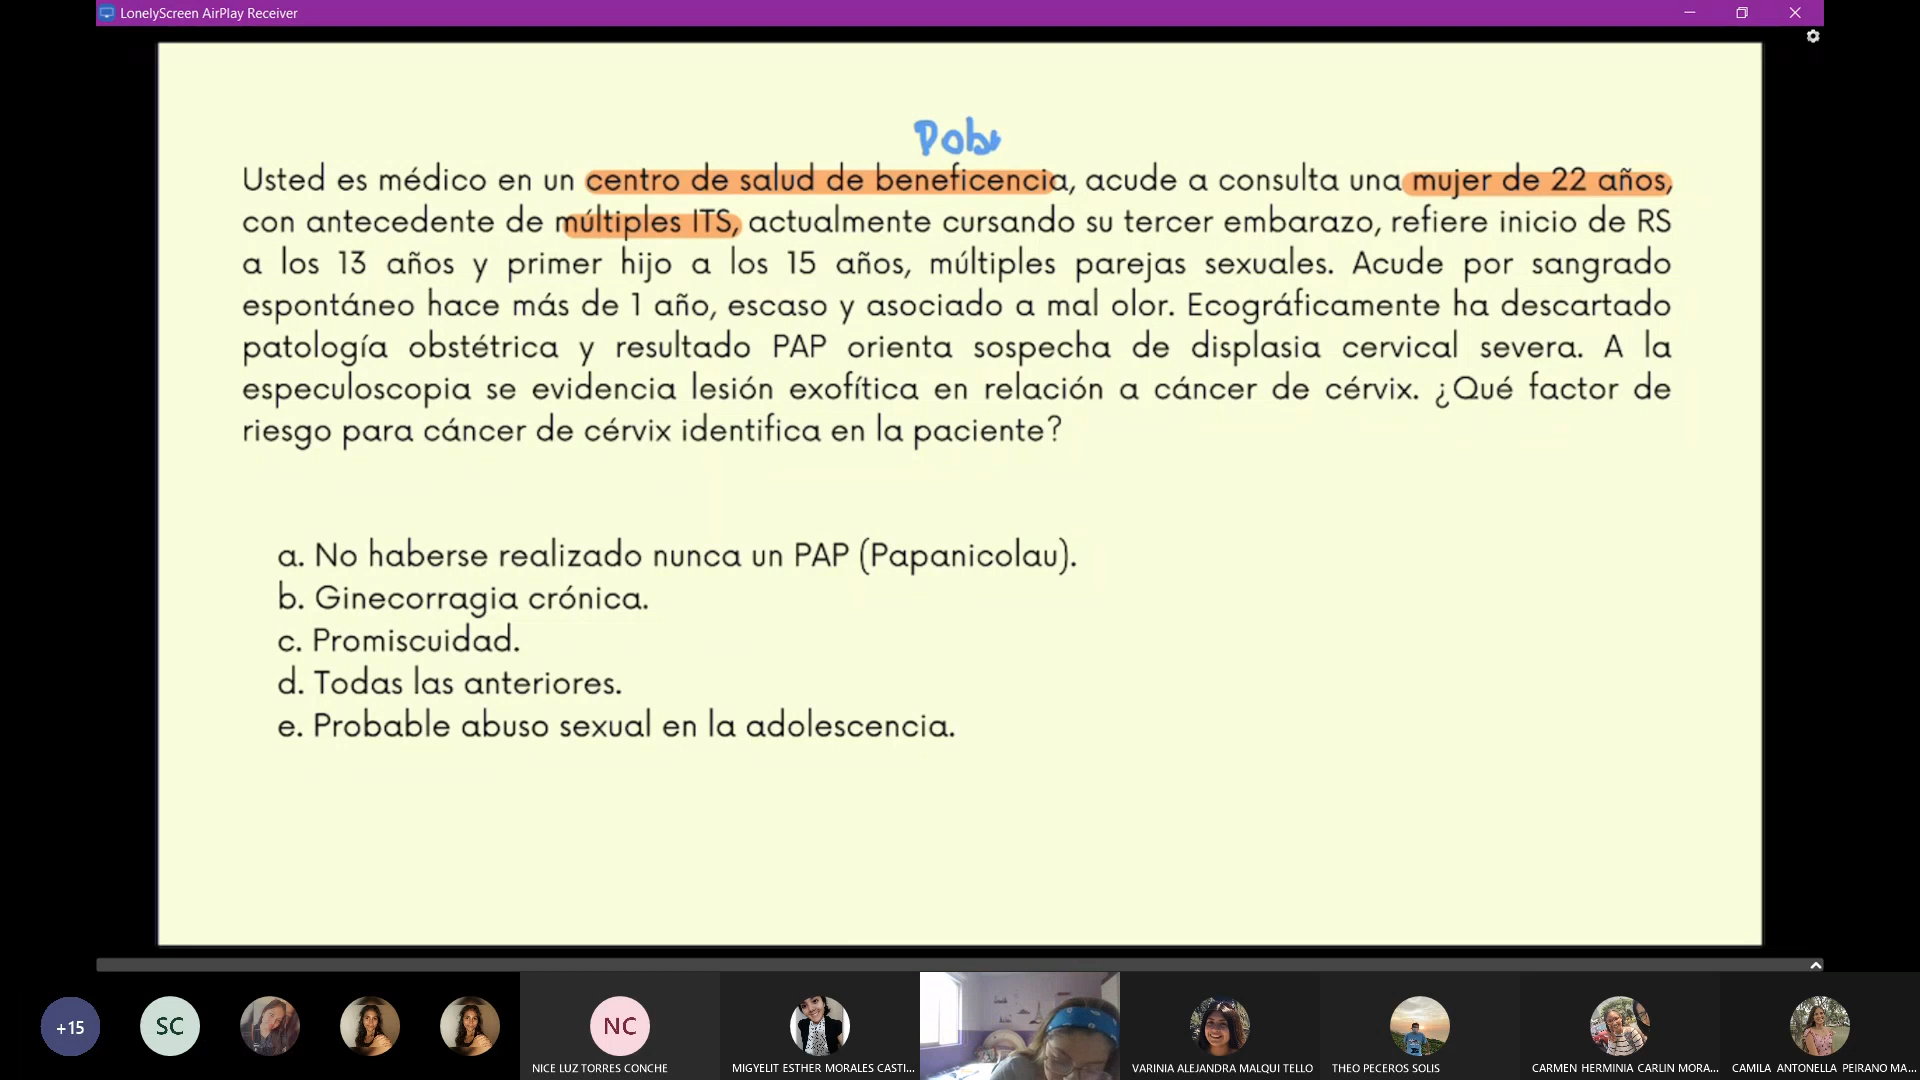 LonelyScreen AirPlay Receiver
Pob
Usted es médico en un centro de salud de beneficencia, acude a consulta una mujer de 22 años,
con antecedente de múltiples ITS, actualmente cursando su tercer embarazo, refiere inicio de RS
a los 13 años y primer hijo a los 15 años, múltiples parejas sexuales. Acude por sangrado
espontáneo hace más de 1 año, escaso y asociado a mal olor. Ecográficamente ha descartado
patología obstétrica y resultado PAP orienta sospecha de displasia cervical severa. A la
especuloscopia se evidencia lesión exofítica en relación a cáncer de cérvix. ¿Qué factor de
riesgo para cáncer de cérvix identifica en la paciente?
a. No haberse realizado nunca un PAP (Papanicolau).
b. Ginecorragia crónica.
c. Promiscuidad.
d. Todas las anteriores.
e. Probable abuso sexual en la adolescencia.
+15
SC
NC
NICE LUZ TORRES CONCHE
MIGYELIT ESTHER MORALES CASTI...
VARINIA ALEJANDRA MALQUI TELLO
THEO PECEROS SOLIS
CARMEN HERMINIA CARLIN MORA...
CAMILA ANTONELLA PEIRANO MA...